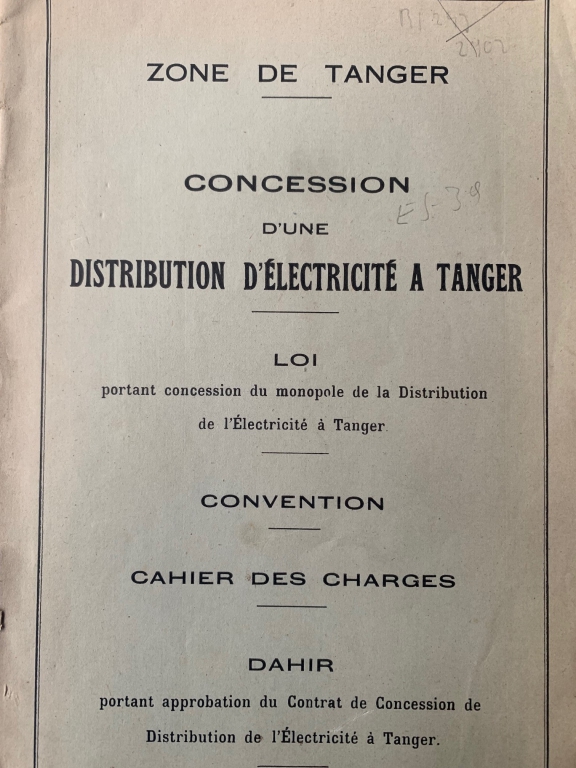 ZONE DE TANGER
CONCESSION
D'UNE
DISTRIBUTION D'ÉLECTRICITÉ A TANGER
LOI
portant concession du monopole de la Distribution
de l'Électricité à Tanger
CONVENTION
CAHIER DES CHARGES
DAHIR
portant approbation du Contrat de Concession de
Distribution de l'Électricité à Tanger.